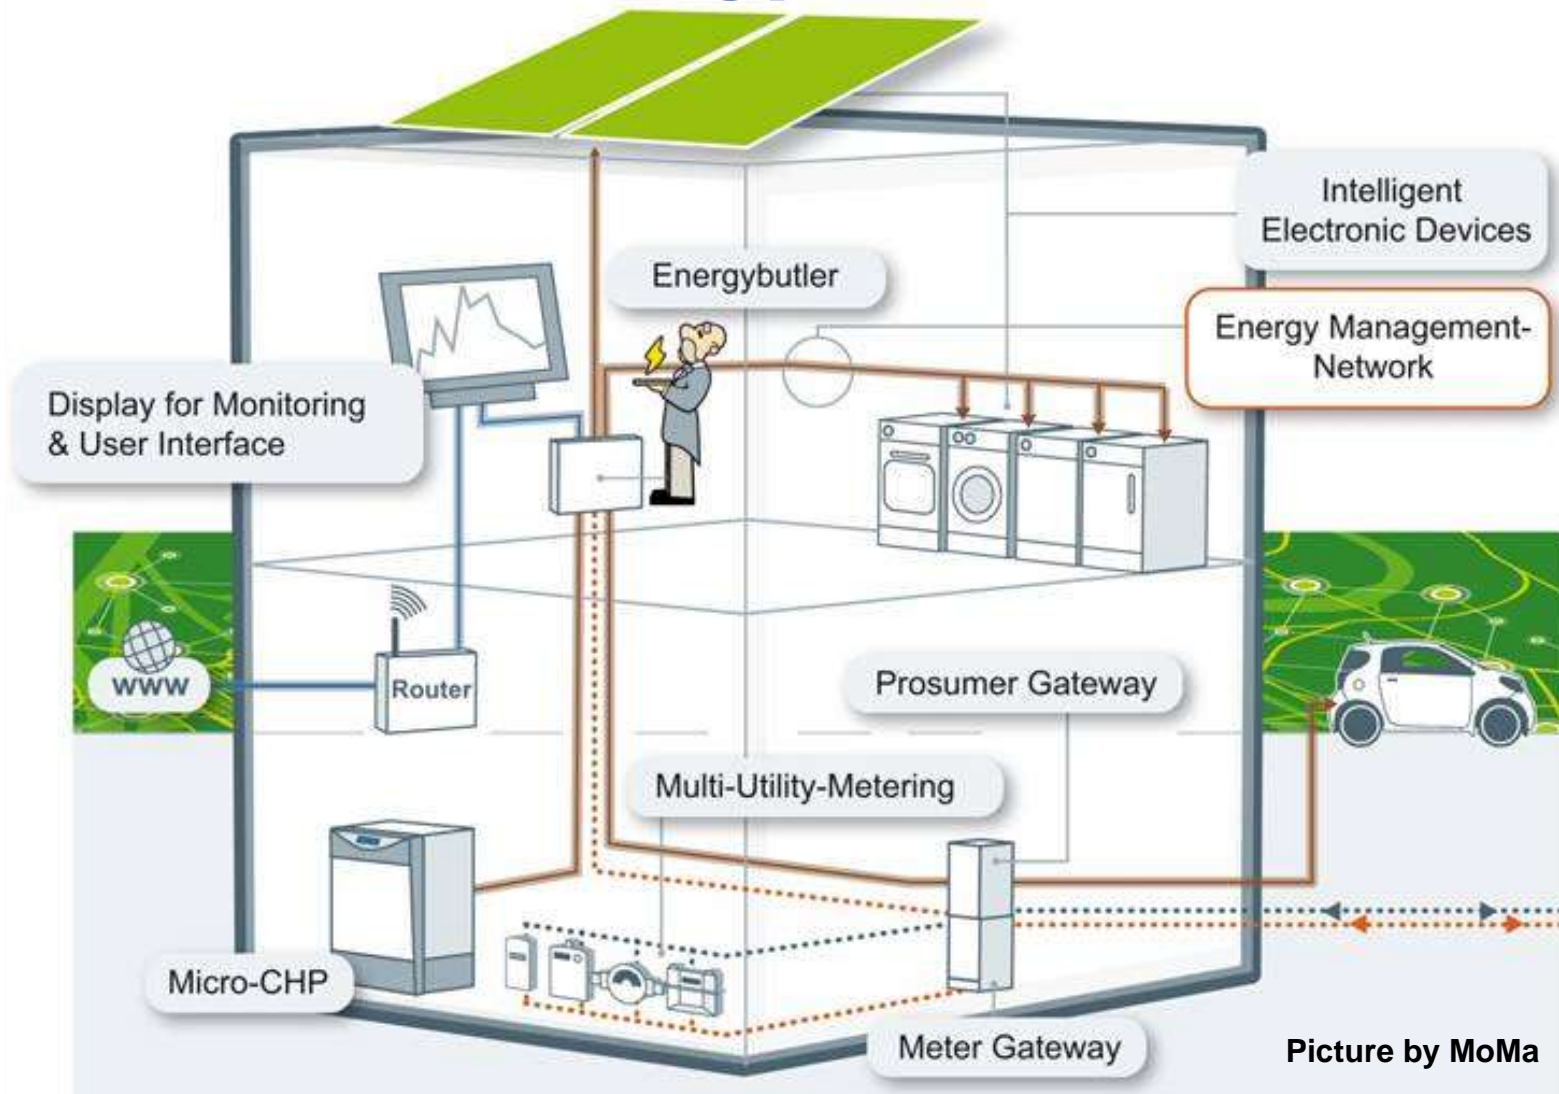 Intelligent
Electronic Devices
Energybutler
Energy Management-
Network
Display for Monitoring
& User Interface
www
Router
Prosumer Gateway
Multi-Utility-Metering
Micro-CHP
Meter Gateway
Picture by MoMa